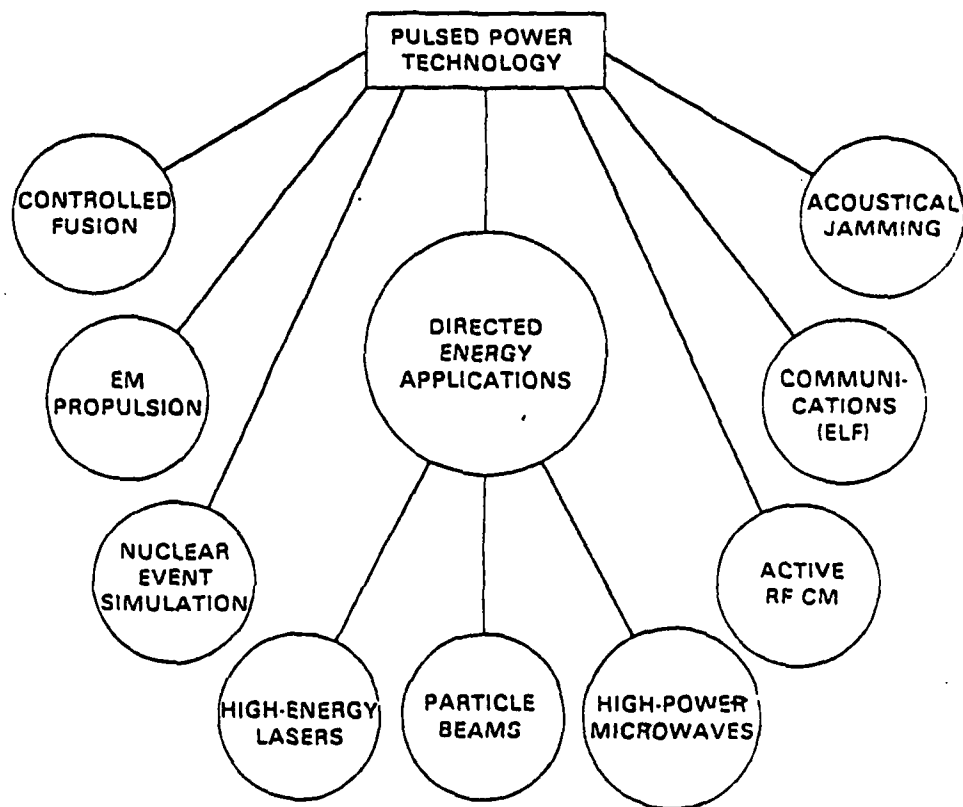 PULSED POWER
TECHNOLOGY
CONTROLLED
FUSION
ACOUSTICAL
JAMMING
DIRECTED
ENERGY
APPLICATIONS
EM
PROPULSION
COMMUNI-
CATIONS
(ELF)
NUCLEAR
EVENT
SIMULATION
ACTIVE
RF CM
HIGH-ENERGY
LASERS
PARTICLE
BEAMS
HIGH-POWER
MICROWAVES